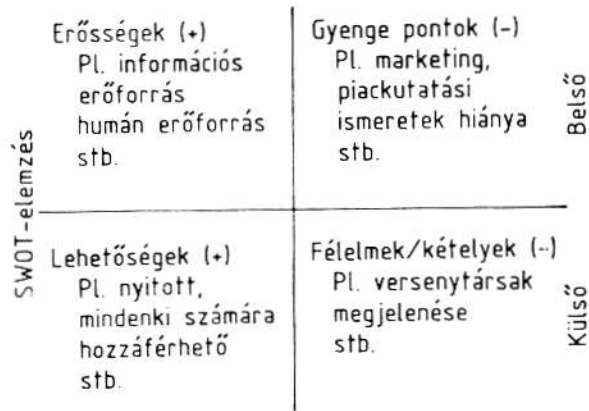 SWOT-elemzés
Erősségek (+)
Pl. információs
erőforrás
humán erőforrás
stb.
Gyenge pontok (-)
Pl. marketing,
piackutatási
ismeretek hiánya
stb.
Belső
Lehetőségek (+)
Pl. nyitott,
mindenki számára
hozzáférhető
stb.
Félelmek/kételyek (-)
Pl. versenytársak
megjelenése
stb.
Külső